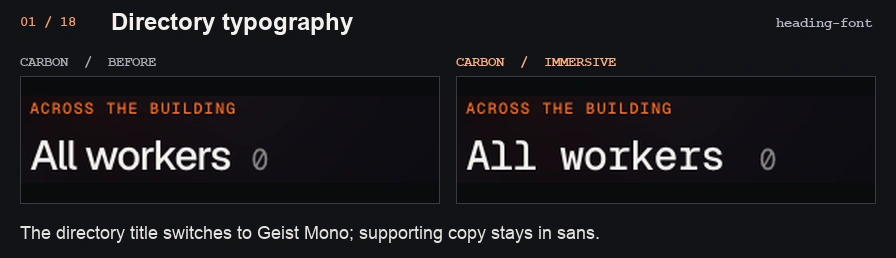 01 / 18 Directory typography heading-font
CARBON / BEFORE
ACROSS THE BUILDING
All workers 0
CARBON / IMMERSIVE
ACROSS THE BUILDING
All workers 0
The directory title switches to Geist Mono; supporting copy stays in sans.